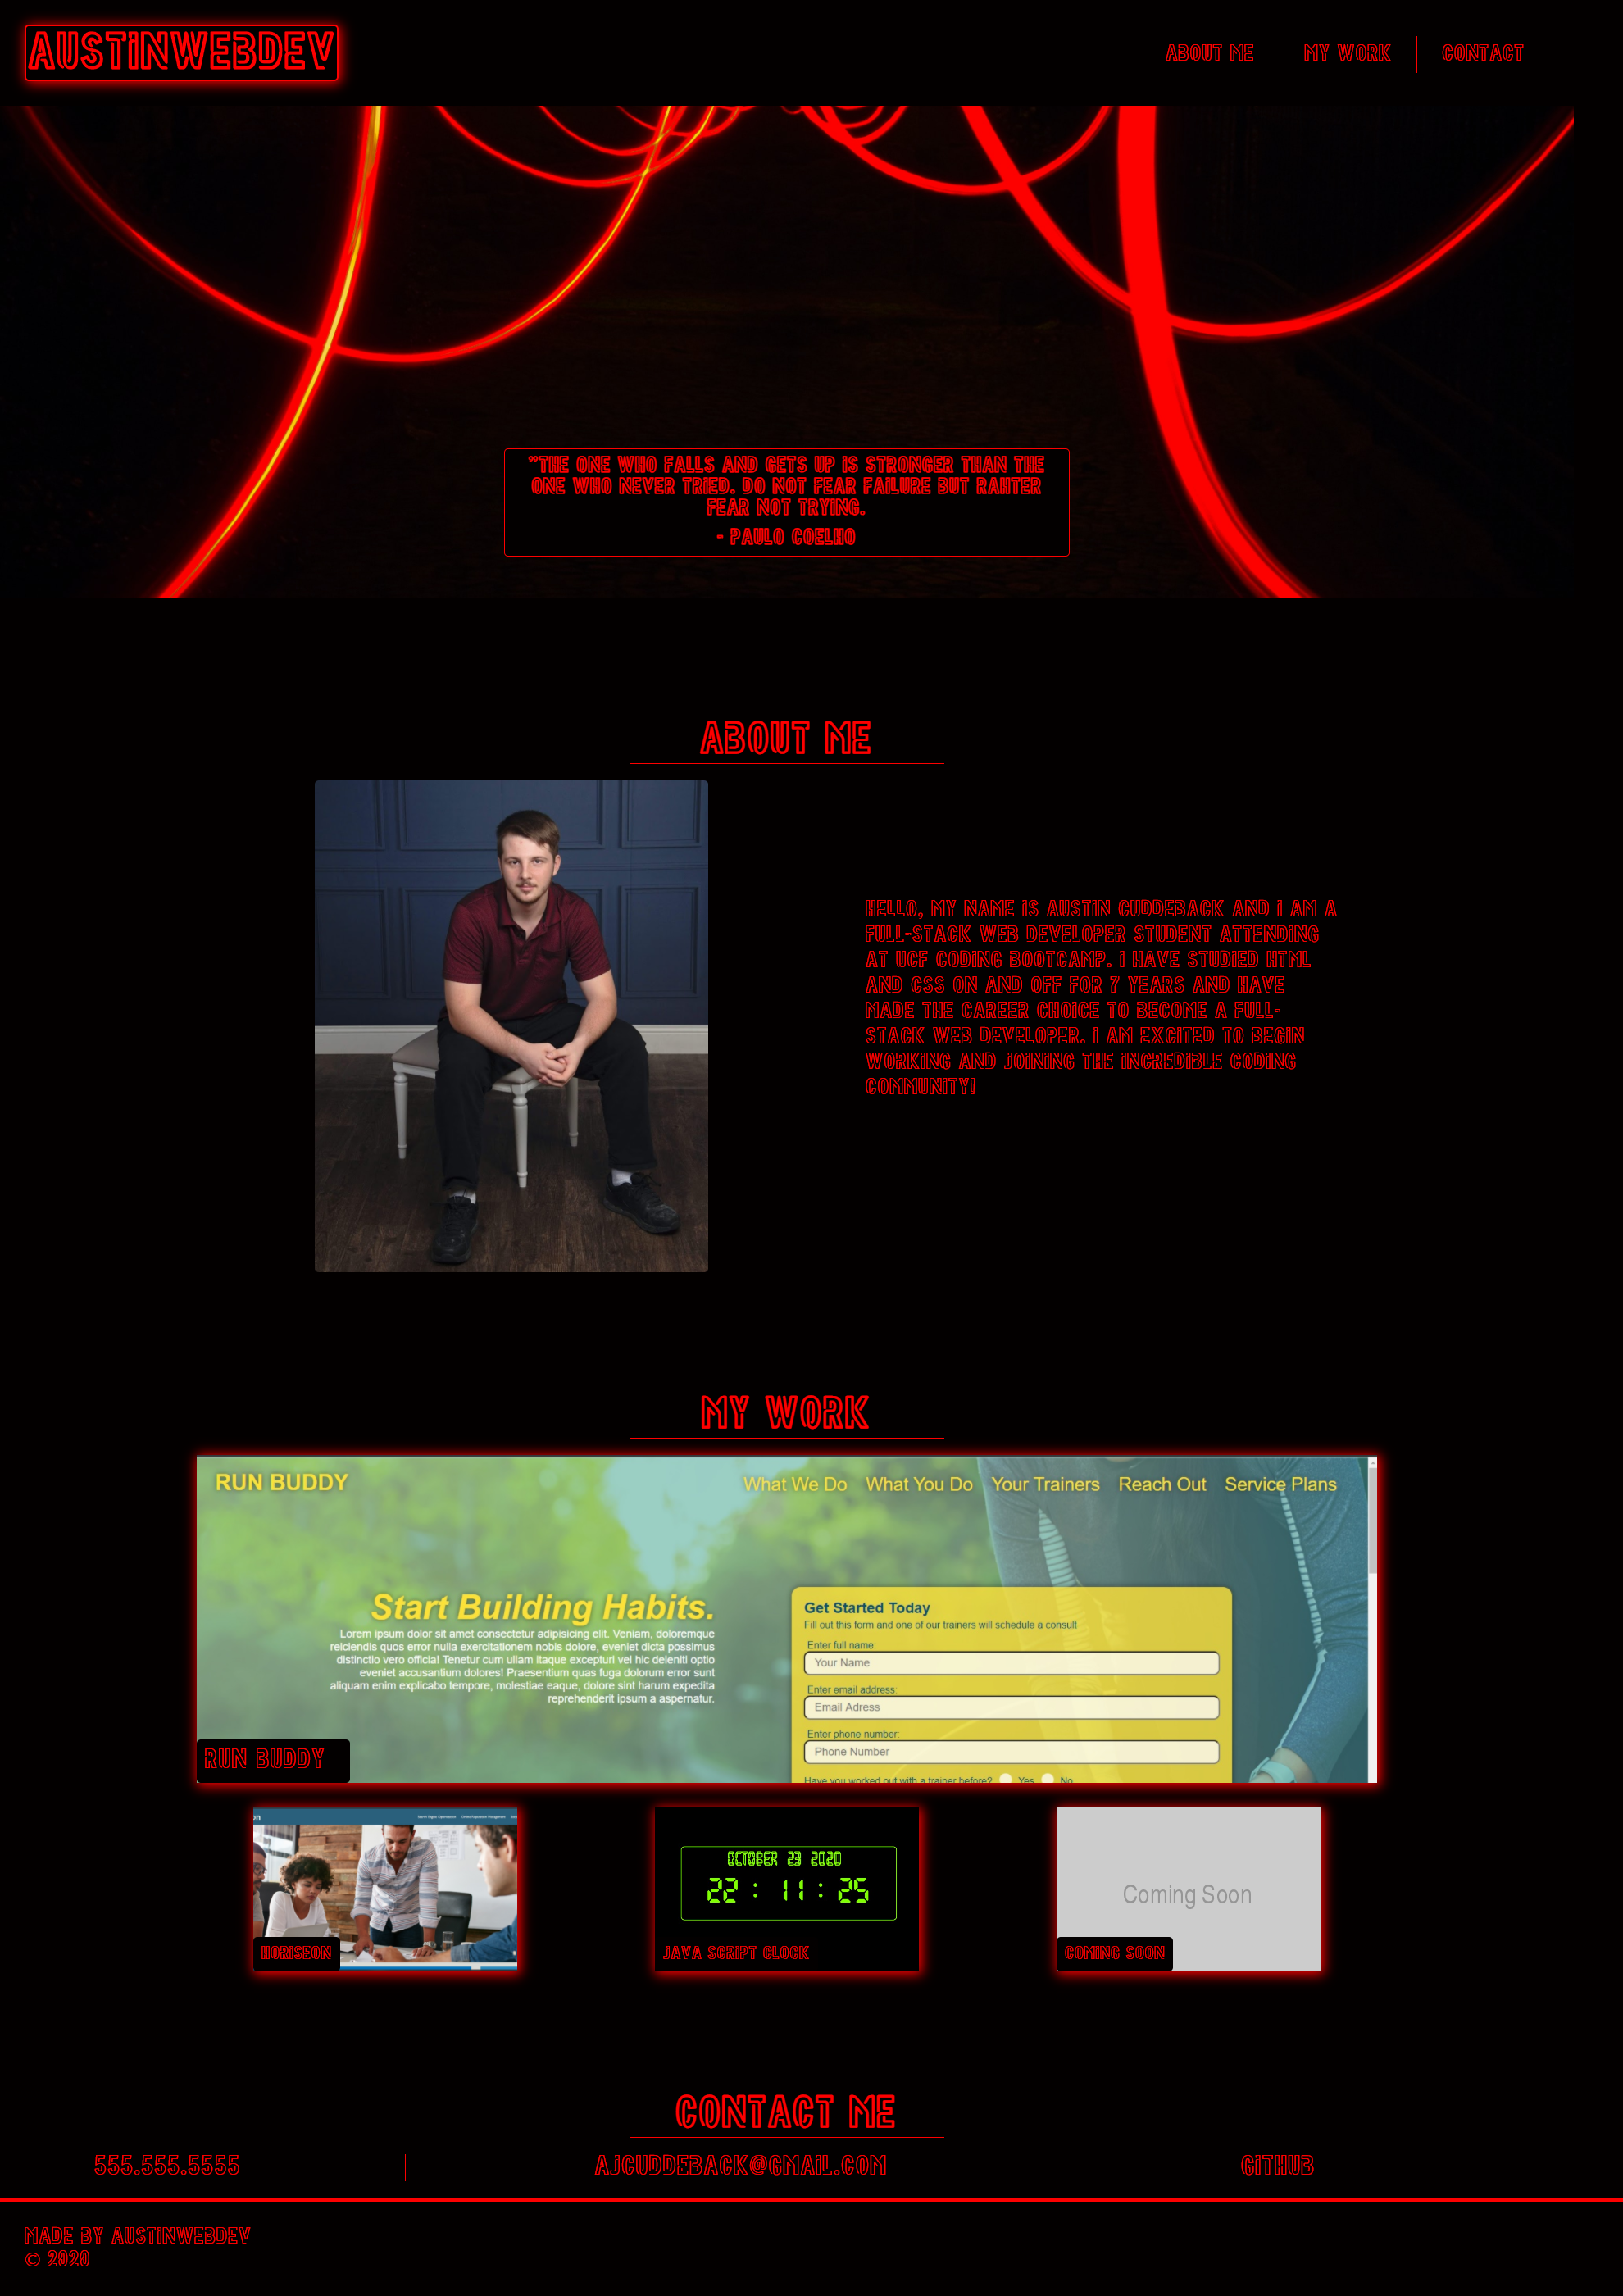 AUSTINWEBDEV
ABOUT ME
MY WORK
CONTACT
"THE ONE WHO FALLS AND GETS UP IS STRONGER THAN THE
ONE WHO NEVER TRIED. DO NOT FEAR FAILURE BUT RAHTER
FEAR NOT TRYING.
- PAULO COELHO
ABOUT ME
HELLO, MY NAME IS AUSTIN CUDDEBACK AND I AM A
FULL-STACK WEB DEVELOPER STUDENT ATTENDING
AT UCF CODING BOOTCAMP. I HAVE STUDIED HTML
AND CSS ON AND OFF FOR 7 YEARS AND HAVE
MADE THE CAREER CHOICE TO BECOME A FULL-
STACK WEB DEVELOPER. I AM EXCITED TO BEGIN
WORKING AND JOINING THE INCREDIBLE CODING
COMMUNITY!
MY WORK
RUN BUDDY
What We Do
What You Do
Your Trainers
Reach Out
Service Plans
Start Building Habits.
Lorem ipsum dolor sit amet consectetur adipisicing elit. Veniam, doloremque
reiciendis quos error nulla exercitationem nobis dolore, eveniet dicta possimus
distinctio vero officia! Tenetur cum ullam itaque excepturi vel hic deleniti optio
eveniet accusantium dolores! Praesentium quas fuga dolorum error sunt
aliquam enim explicabo tempore, molestiae eaque, dolore sint harum expedita
reprehenderit ipsum a aspernatur.
Get Started Today
Fill out this form and one of our trainers will schedule a consult
Enter full name:
Your Name
Enter email address:
Email Adress
Enter phone number:
Phone Number
Have you worked out with a trainer before? Yes No
RUN BUDDY
on
Search Engine Optimization
Online Reputation Management
HORISEON
OCTOBER 23 2020
22 : 11 : 25
JAVA SCRIPT CLOCK
Coming Soon
COMING SOON
CONTACT ME
555.555.5555
AJCUDDEBACK@GMAIL.COM
GITHUB
MADE BY AUSTINWEBDEV
© 2020